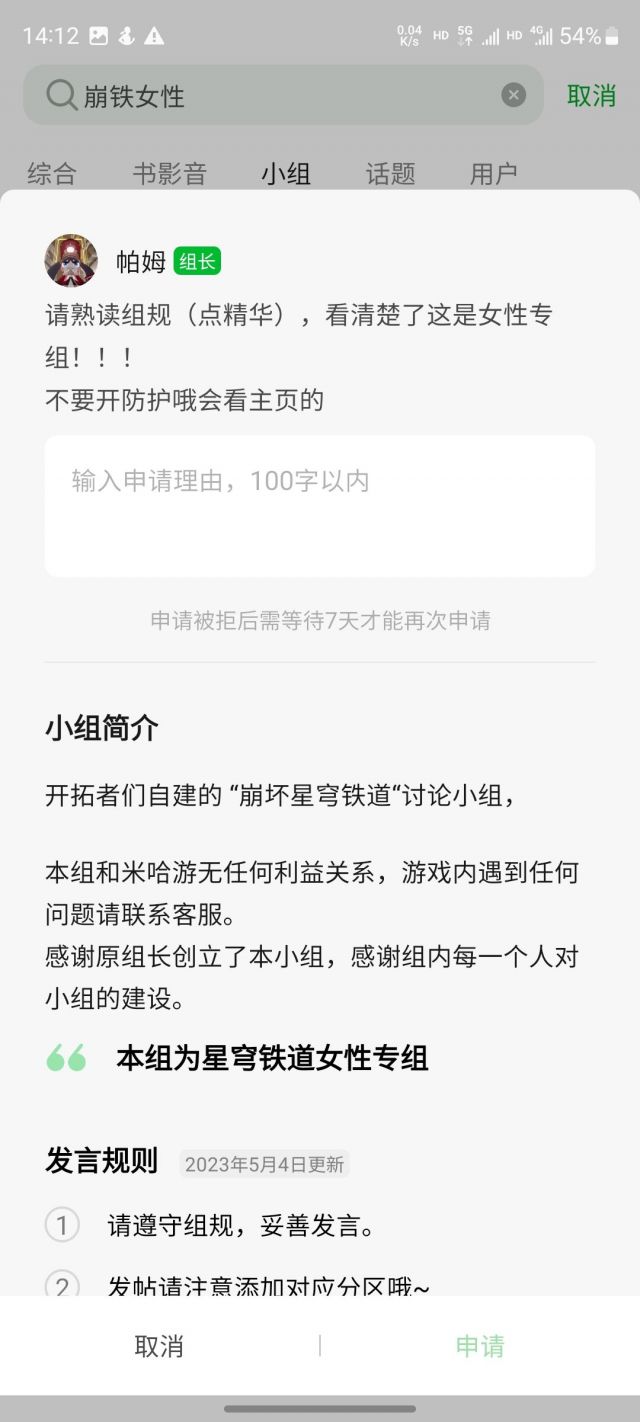 14:12
0.04
K/s
HD
5G
HD
4G
54%
崩铁女性
取消
综合
书影音
小组
话题
用户
帕姆
组长
请熟读组规（点精华），看清楚了这是女性专
组！！！
不要开防护哦会看主页的
输入申请理由，100字以内
申请被拒后需等待7天才能再次申请
小组简介
开拓者们自建的 “崩坏星穹铁道“讨论小组，
本组和米哈游无任何利益关系，游戏内遇到任何
问题请联系客服。
感谢原组长创立了本小组，感谢组内每一个人对
小组的建设。
本组为星穹铁道女性专组
发言规则
2023年5月4日更新
1
请遵守组规，妥善发言。
2
发帖请注意添加对应分区哦~
取消
申请